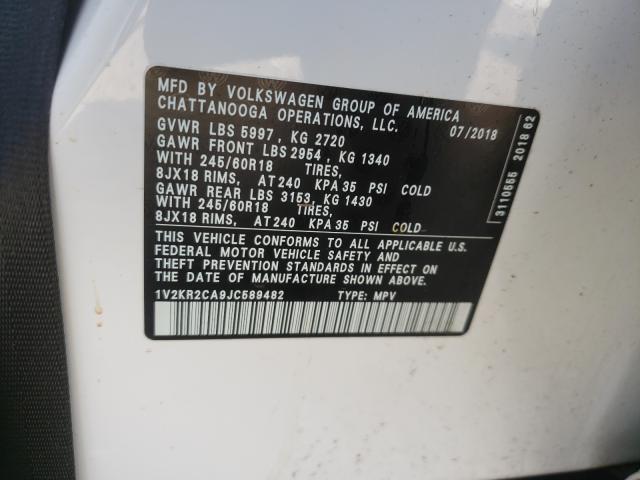 MFD BY VOLKSWAGEN GROUP OF AMERICA
CHATTANOOGA OPERATIONS, LLC.
07/2018
GVWR LBS 5997 , KG 2720
GAWR FRONT LBS 2954 , KG 1340
WITH 245/60R18 TIRES,
8JX18 RIMS, AT 240 KPA 35 PSI COLD
GAWR REAR LBS 3153, KG 1430
WITH 245/60R18 TIRES,
8JX18 RIMS, AT 240 KPA 35 PSI COLD
THIS VEHICLE CONFORMS TO ALL APPLICABLE U.S.
FEDERAL MOTOR VEHICLE SAFETY AND
THEFT PREVENTION STANDARDS IN EFFECT ON
THE DATE OF MANUFACTURE SHOWN ABOVE.
1V2KR2CA9JC589482 TYPE: MPV
3110555 2018 62